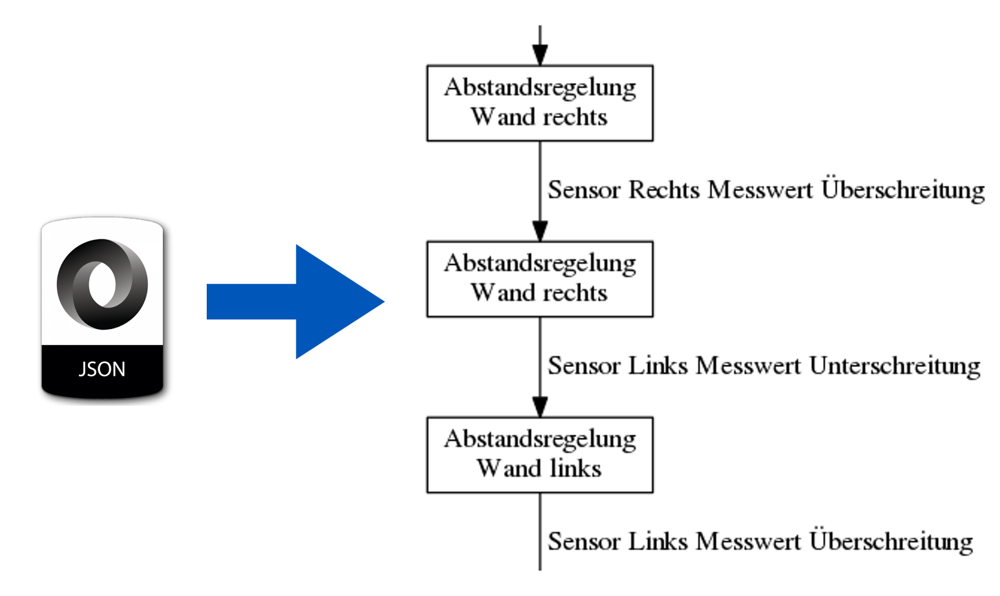 Abstandsregelung
Wand rechts
Sensor Rechts Messwert Überschreitung
Abstandsregelung
Wand rechts
Sensor Links Messwert Unterschreitung
JSON
Abstandsregelung
Wand links
Sensor Links Messwert Überschreitung